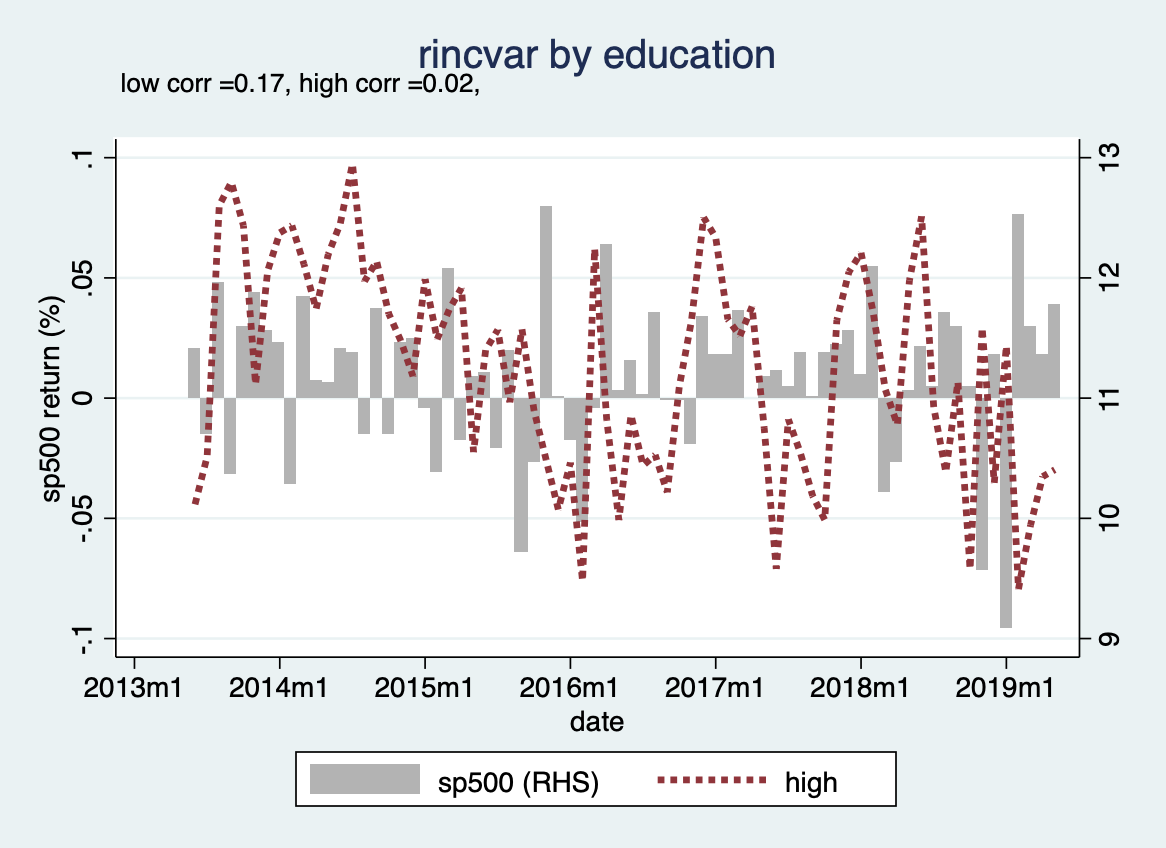 rincvar by education
low corr =0.17, high corr =0.02,
sp500 return (%)
.1
.05
0
-.05
-.1
13
12
11
10
9
2013m1 2014m1 2015m1 2016m1 2017m1 2018m1 2019m1
date
sp500 (RHS) high